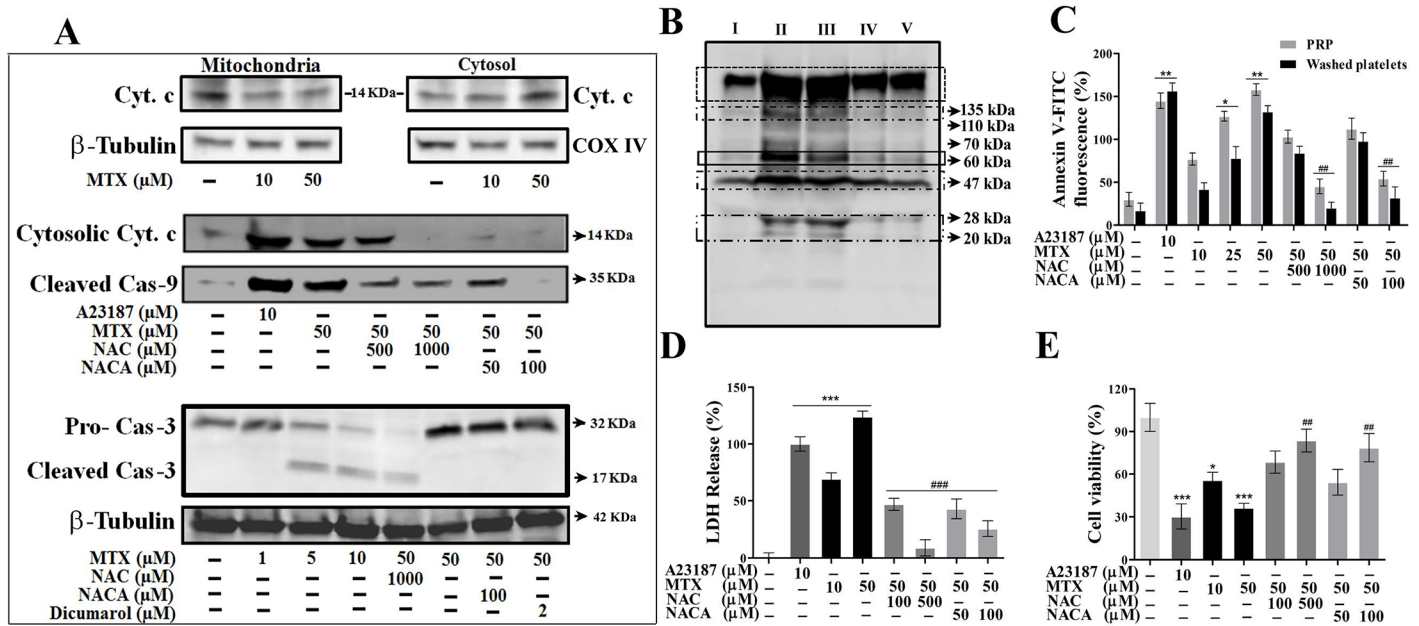 A
Mitochondria Cytosol
Cyt. c 14 KDa Cyt. c
β-Tubulin COX IV
MTX (μM) – 10 50 – 10 50
Cytosolic Cyt. c 14 KDa
Cleaved Cas-9 35 KDa
A23187 (μM) – 10 – – – – –
MTX (μM) – – 50 50 50 50 50
NAC (μM) – – – 500 1000 – –
NACA (μM) – – – – – 50 100
Pro- Cas-3 32 KDa
Cleaved Cas-3 17 KDa
β-Tubulin 42 KDa
MTX (μM) – 1 5 10 50 50 50 50
NAC (μM) – – – – 1000 – – –
NACA (μM) – – – – – – 100 –
Dicumarol (μM) – – – – – – – 2
B
I II III IV V
135 kDa
110 kDa
70 kDa
60 kDa
47 kDa
28 kDa
20 kDa
C
PRP
Washed platelets
Annexin V-FITC
fluorescence (%)
200
150
100
50
0
** * ** ## ##
A23187 (μM) – 10 – – – – – – –
MTX (μM) – – 10 25 50 50 50 50 50
NAC (μM) – – – – – 500 1000 – –
NACA (μM) – – – – – – – 50 100
D
LDH Release (%)
150
100
50
0
*** ###
A23187 (μM) – 10 – – – – – –
MTX (μM) – – 10 50 50 50 50 50
NAC (μM) – – – – 100 500 – –
NACA (μM) – – – – – – 50 100
E
Cell viability (%)
120
90
60
30
0
*** * *** ## ##
A23187 (μM) – 10 – – – – – –
MTX (μM) – – 10 50 50 50 50 50
NAC (μM) – – – – 100 500 – –
NACA (μM) – – – – – – 50 100